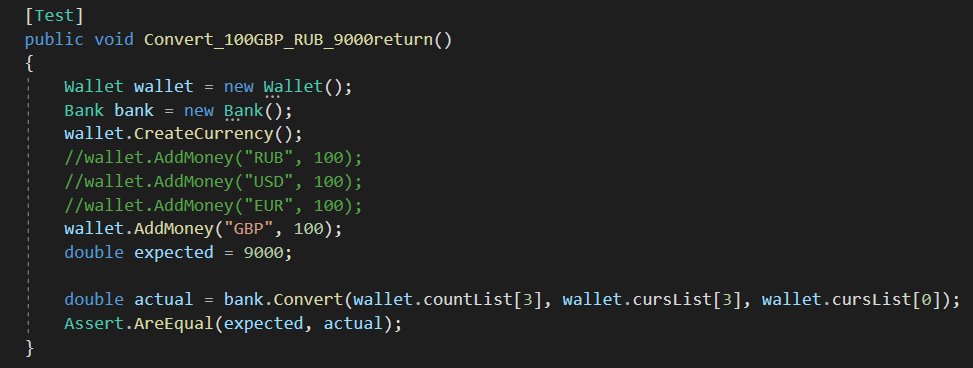 [Test]
public void Convert_100GBP_RUB_9000return()
{
Wallet wallet = new Wallet();
Bank bank = new Bank();
wallet.CreateCurrency();
//wallet.AddMoney("RUB", 100);
//wallet.AddMoney("USD", 100);
//wallet.AddMoney("EUR", 100);
wallet.AddMoney("GBP", 100);
double expected = 9000;
double actual = bank.Convert(wallet.countList[3], wallet.cursList[3], wallet.cursList[0]);
Assert.AreEqual(expected, actual);
}